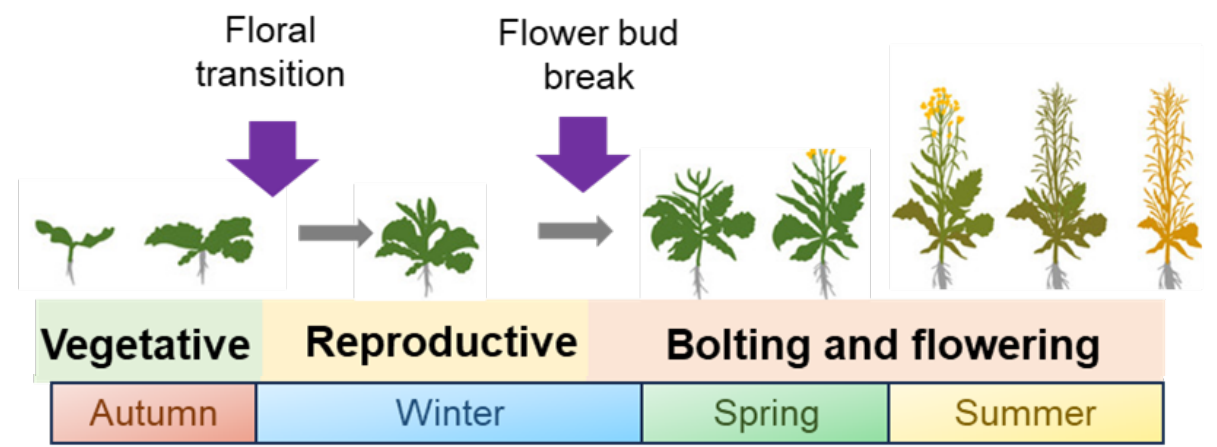 Floral
transition
Flower bud
break
Vegetative
Reproductive
Bolting and flowering
Autumn
Winter
Spring
Summer